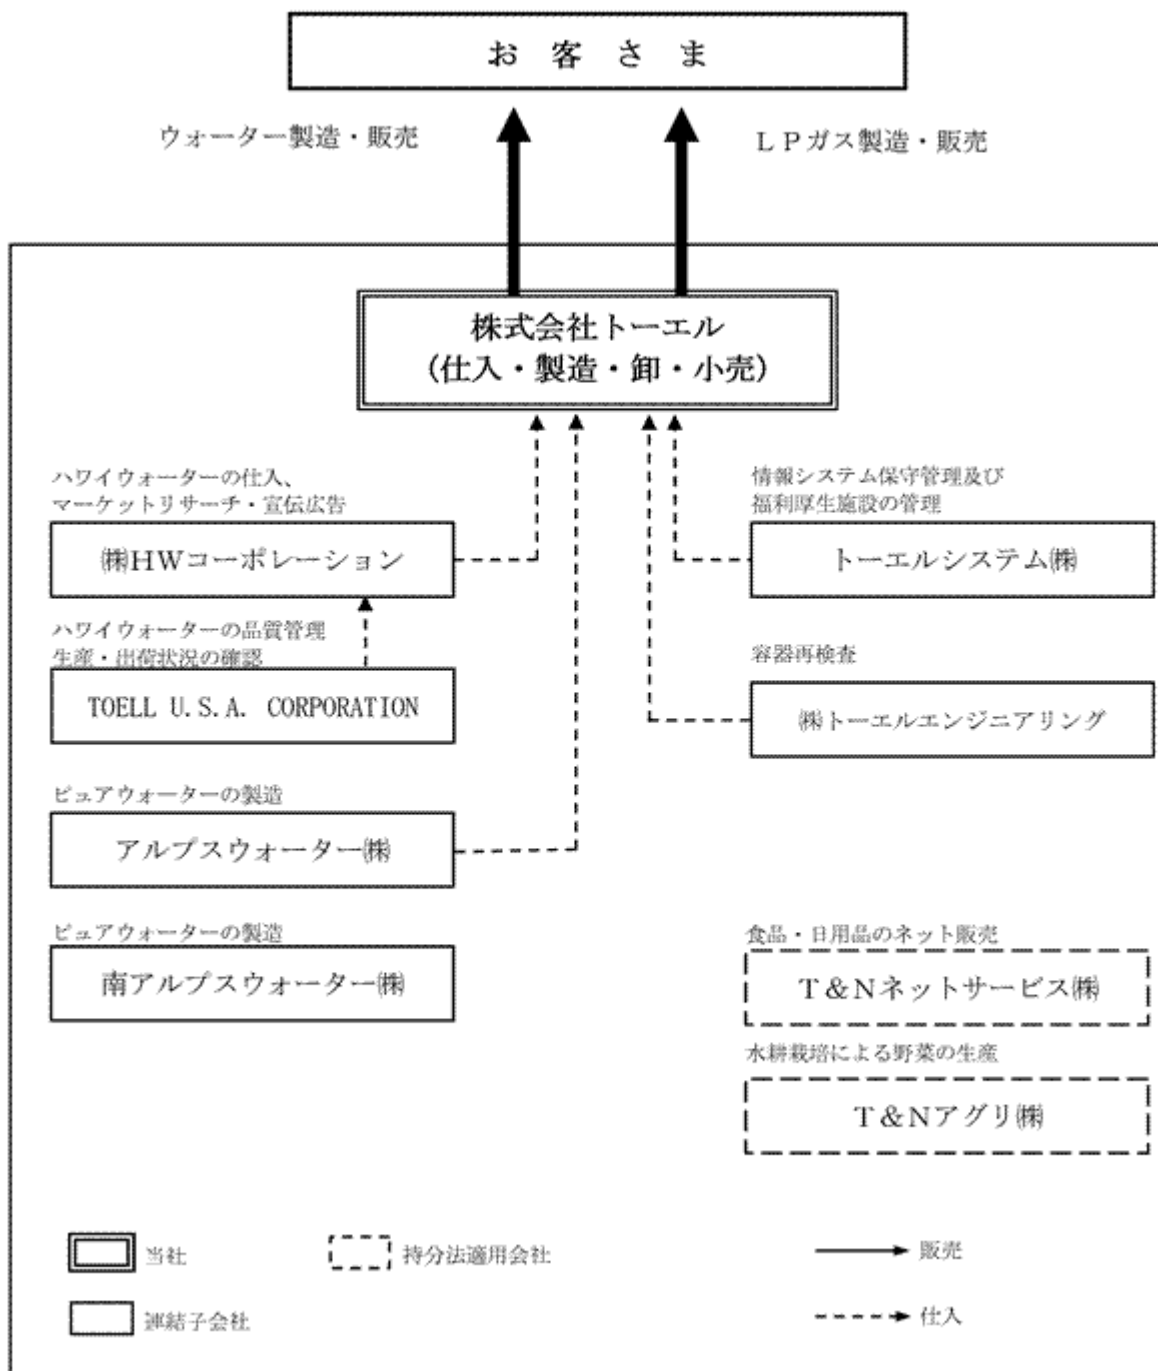 お 客 さ ま
ウォーター製造・販売
ＬＰガス製造・販売
株式会社トーエル
(仕入・製造・卸・小売)
ハワイウォーターの仕入、
マーケットリサーチ・宣伝広告
㈱HWコーポレーション
ハワイウォーターの品質管理
生産・出荷状況の確認
TOELL U.S.A. CORPORATION
ピュアウォーターの製造
アルプスウォーター㈱
ピュアウォーターの製造
南アルプスウォーター㈱
情報システム保守管理及び
福利厚生施設の管理
トーエルシステム㈱
容器再検査
㈱トーエルエンジニアリング
食品・日用品のネット販売
T＆Nネットサービス㈱
水耕栽培による野菜の生産
T＆Nアグリ㈱
当社
持分法適用会社
販売
連結子会社
仕入